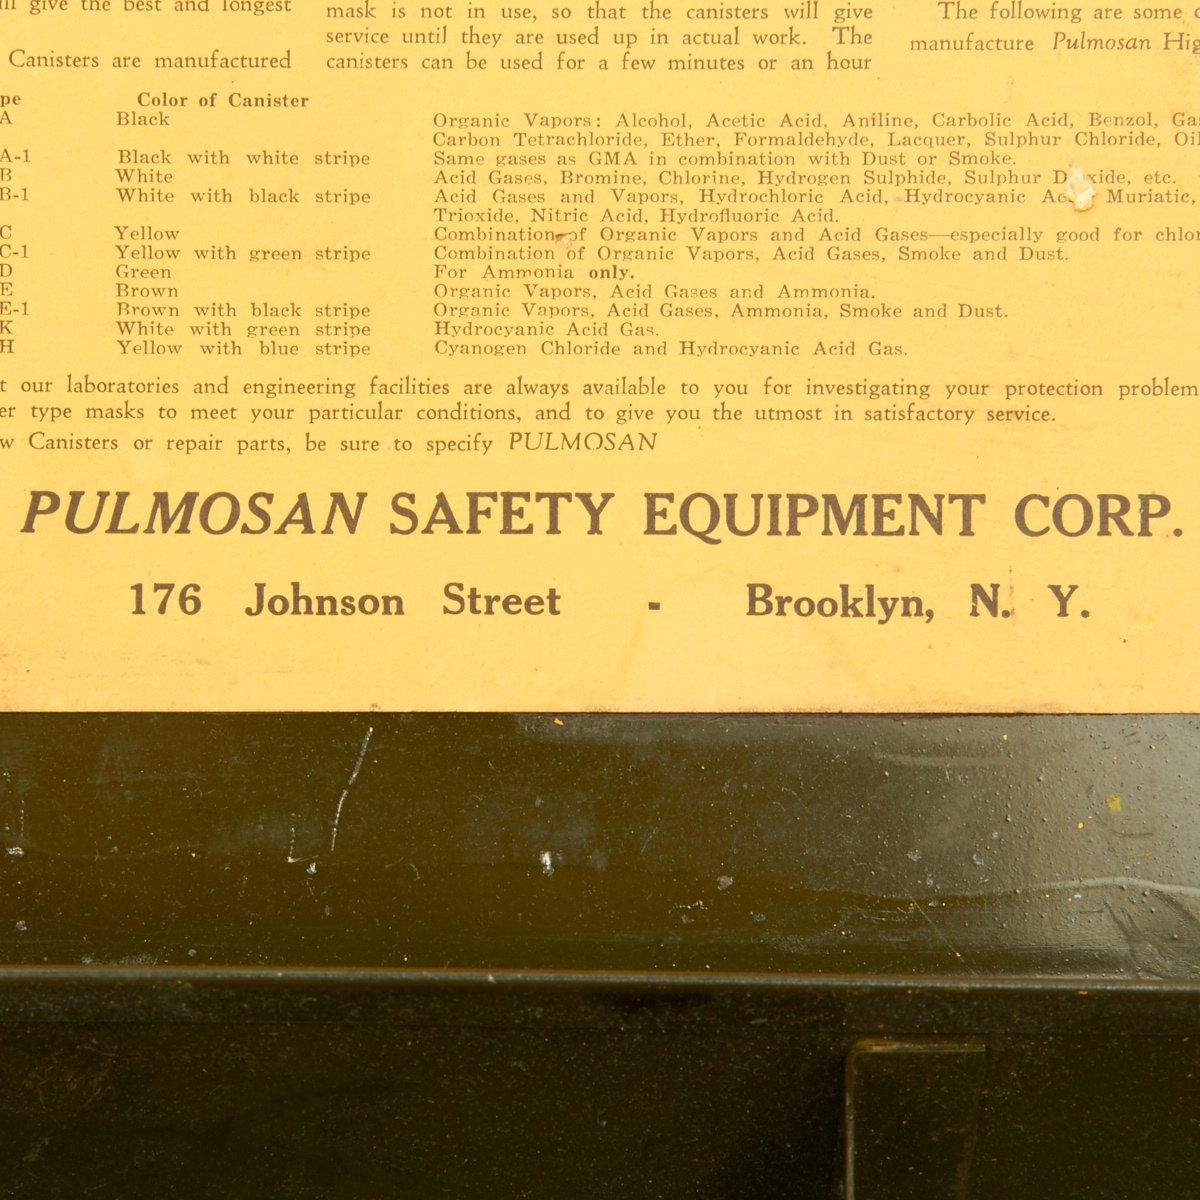 give the best and longest
Canisters are manufactured
mask is not in use, so that the canisters will give
service until they are used up in actual work. The
canisters can be used for a few minutes or an hour
The following are some
manufacture Pulmosan
Color of Canister
A Black Organic Vapors: Alcohol, Acetic Acid, Aniline, Carbolic Acid, Benzol,
Carbon Tetrachloride, Ether, Formaldehyde, Lacquer, Sulphur Chloride,
A-1 Black with white stripe Same gases as GMA in combination with Dust or Smoke.
B White Acid Gases, Bromine, Chlorine, Hydrogen Sulphide, Sulphur etc.
B-1 White with black stripe Acid Gases and Vapors, Hydrochloric Acid, Hydrocyanic Muriatic,
Trioxide, Nitric Acid, Hydrofluoric Acid.
C Yellow Combination of Organic Vapors and Acid Gases—especially good for
C-1 Yellow with green stripe Combination of Organic Vapors, Acid Gases, Smoke and Dust.
D Green For Ammonia only.
E Brown Organic Vapors, Acid Gases and Ammonia.
E-1 Brown with black stripe Organic Vapors, Acid Gases, Ammonia, Smoke and Dust.
K White with green stripe Hydrocyanic Acid Gas.
H Yellow with blue stripe Cyanogen Chloride and Hydrocyanic Acid Gas.
our laboratories and engineering facilities are always available to you for investigating your protection
type masks to meet your particular conditions, and to give you the utmost in satisfactory service.
Canisters or repair parts, be sure to specify PULMOSAN
PULMOSAN SAFETY EQUIPMENT CORP.
176 Johnson Street - Brooklyn, N. Y.